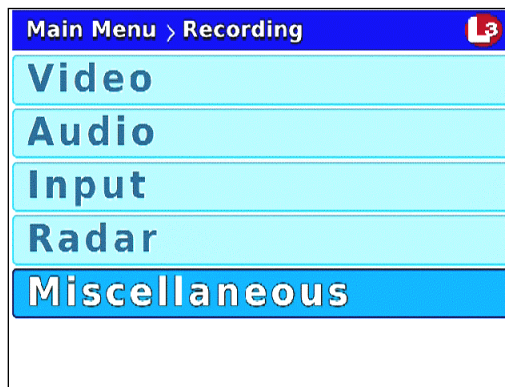 Main Menu > Recording L3
Video
Audio
Input
Radar
Miscellaneous